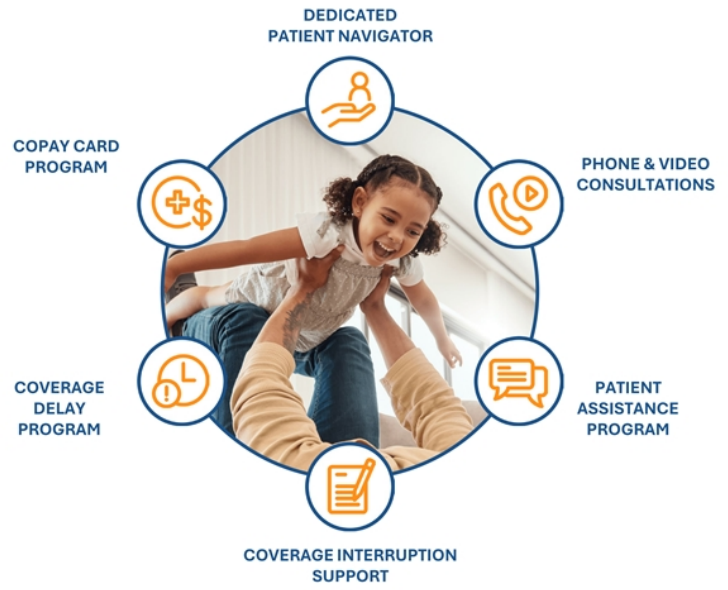 DEDICATED
PATIENT NAVIGATOR
COPAY CARD
PROGRAM
PHONE & VIDEO
CONSULTATIONS
COVERAGE
DELAY
PROGRAM
PATIENT
ASSISTANCE
PROGRAM
COVERAGE INTERRUPTION
SUPPORT